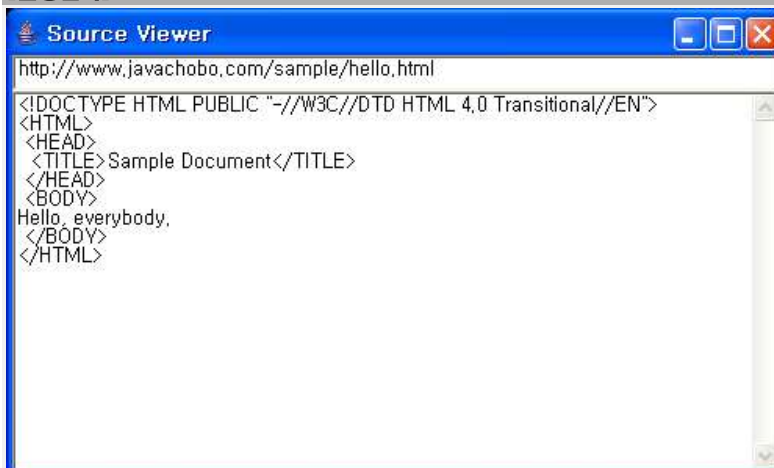 Source Viewer
http://www.javachobo.com/sample/hello.html
<!DOCTYPE HTML PUBLIC "-//W3C//DTD HTML 4.0 Transitional//EN">
<HTML>
<HEAD>
<TITLE>Sample Document</TITLE>
</HEAD>
<BODY>
Hello, everybody.
</BODY>
</HTML>